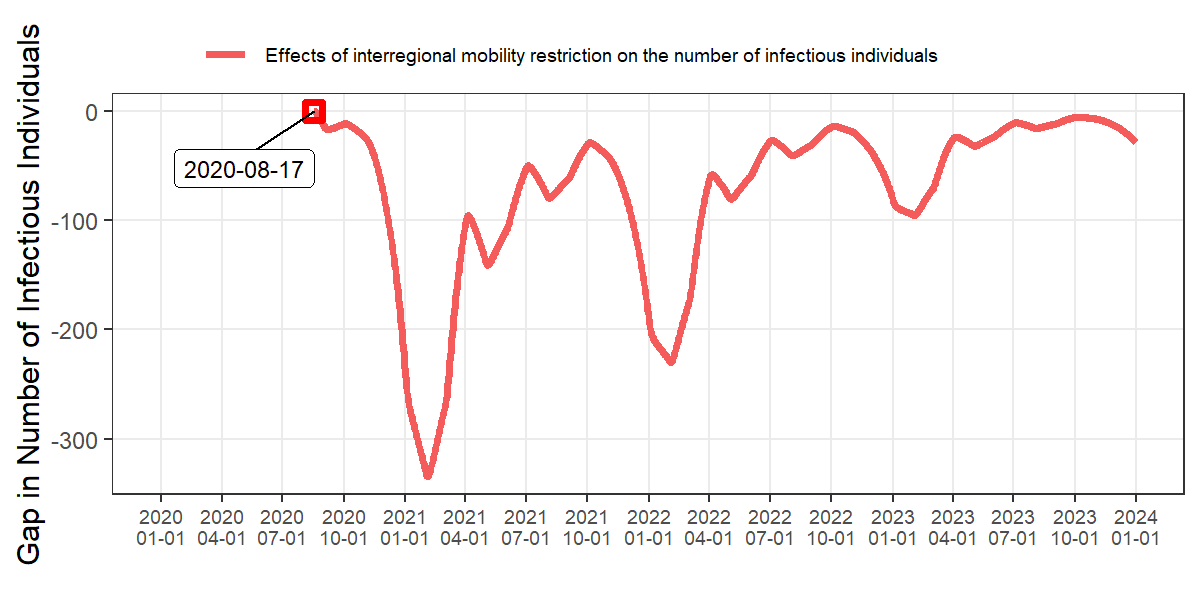 Effects of interregional mobility restriction on the number of infectious individuals
Gap in Number of Infectious Individuals
0
-100
-200
-300
2020-08-17
2020 2020 2020 2020 2021 2021 2021 2021 2022 2022 2022 2022 2023 2023 2023 2023 2024
01-01 04-01 07-01 10-01 01-01 04-01 07-01 10-01 01-01 04-01 07-01 10-01 01-01 04-01 07-01 10-01 01-01